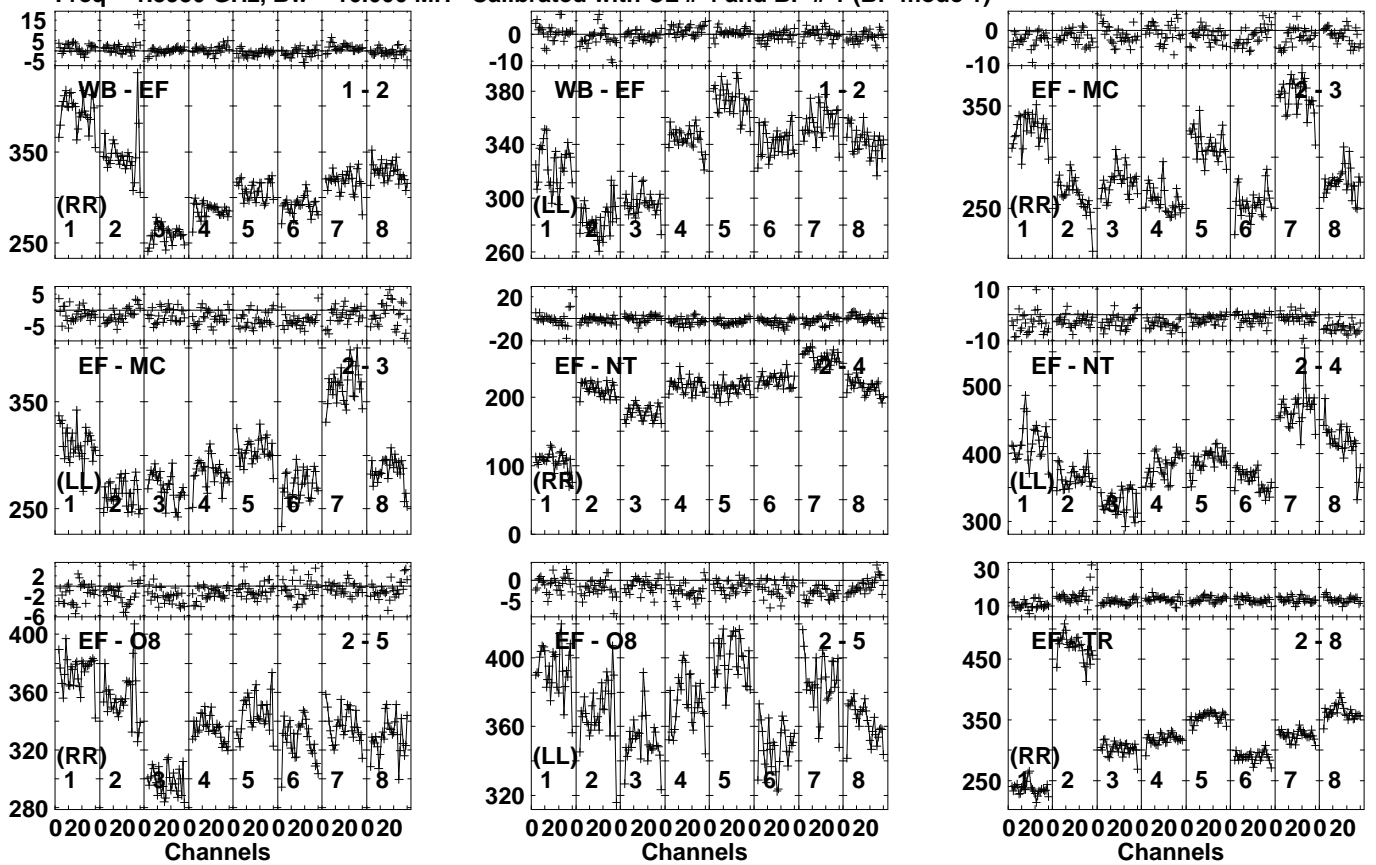 15
5
-5
WB - EF 1 - 2
350
250
(RR)
1 2 3 4 5 6 7 8
0
-10
WB - EF 1 - 2
380
340
300
260
(LL)
1 2 3 4 5 6 7 8
0
-10
EF - MC 2 - 3
350
250
(RR)
1 2 3 4 5 6 7 8
5
-5
EF - MC 2 - 3
350
250
(LL)
1 2 3 4 5 6 7 8
20
-20
EF - NT 2 - 4
200
100
0
(RR)
1 2 3 4 5 6 7 8
10
-10
EF - NT 2 - 4
500
400
300
(LL)
1 2 3 4 5 6 7 8
2
-2
-6
EF - O8 2 - 5
400
360
320
280
(RR)
1 2 3 4 5 6 7 8
0 20 0 20 0 20 0 20 0 20 0 20 0 20 0 20
Channels
0
-5
EF - O8 2 - 5
400
360
320
(LL)
1 2 3 4 5 6 7 8
0 20 0 20 0 20 0 20 0 20 0 20 0 20 0 20
Channels
30
10
EF - TR 2 - 8
450
350
250
(RR)
1 2 3 4 5 6 7 8
0 20 0 20 0 20 0 20 0 20 0 20 0 20 0 20
Channels